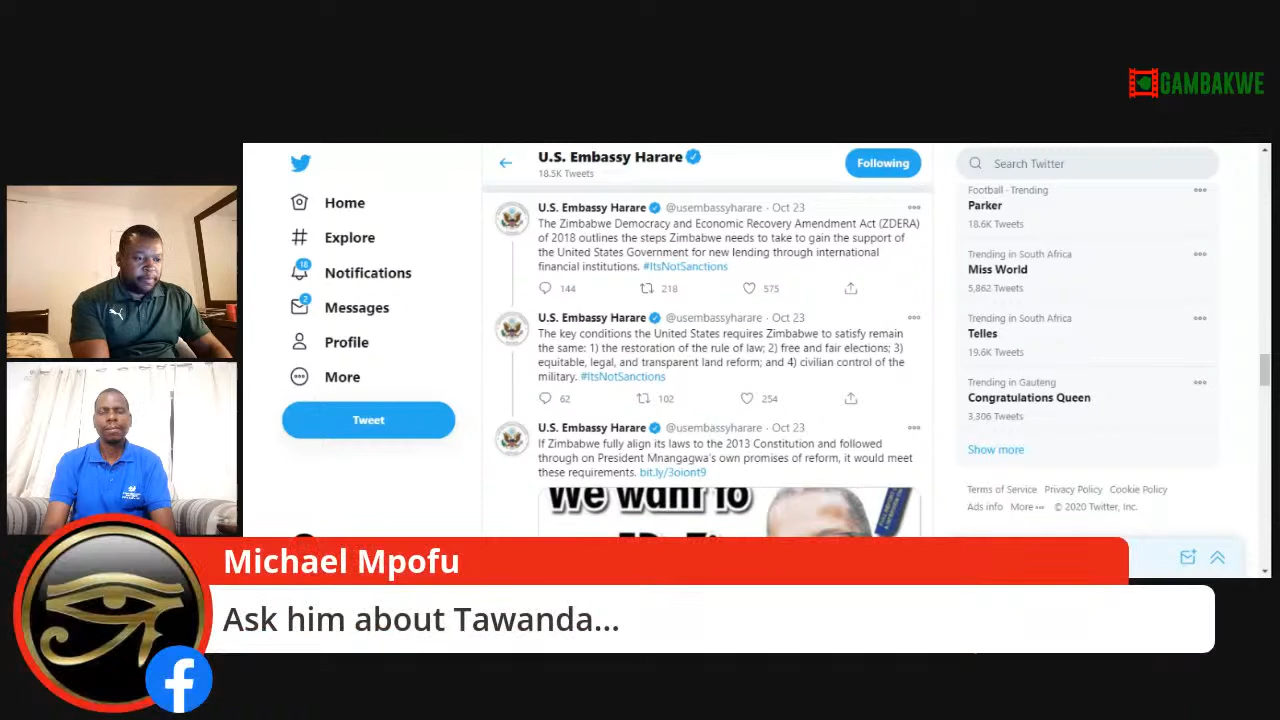 GAMBAKWE
U.S. Embassy Harare
18.5K Tweets
Following
Search Twitter
Home
Explore
18
Notifications
2
Messages
Profile
More
Tweet
U.S. Embassy Harare @usembassyharare · Oct 23
The Zimbabwe Democracy and Economic Recovery Amendment Act (ZDERA)
of 2018 outlines the steps Zimbabwe needs to take to gain the support of
the United States Government for new lending through international
financial institutions. #ItsNotSanctions
144 218 575
U.S. Embassy Harare @usembassyharare · Oct 23
The key conditions the United States requires Zimbabwe to satisfy remain
the same: 1) the restoration of the rule of law; 2) free and fair elections; 3)
equitable, legal, and transparent land reform; and 4) civilian control of the
military. #ItsNotSanctions
62 102 254
U.S. Embassy Harare @usembassyharare · Oct 23
If Zimbabwe fully align its laws to the 2013 Constitution and followed
through on President Mnangagwa's own promises of reform, it would meet
these requirements. bit.ly/3oiont9
We want to
Football · Trending
Parker
18.6K Tweets
Trending in South Africa
Miss World
5,862 Tweets
Trending in South Africa
Telles
19.6K Tweets
Trending in Gauteng
Congratulations Queen
3,306 Tweets
Show more
Terms of Service Privacy Policy Cookie Policy
Ads info More ··· © 2020 Twitter, Inc.
Michael Mpofu
Ask him about Tawanda...